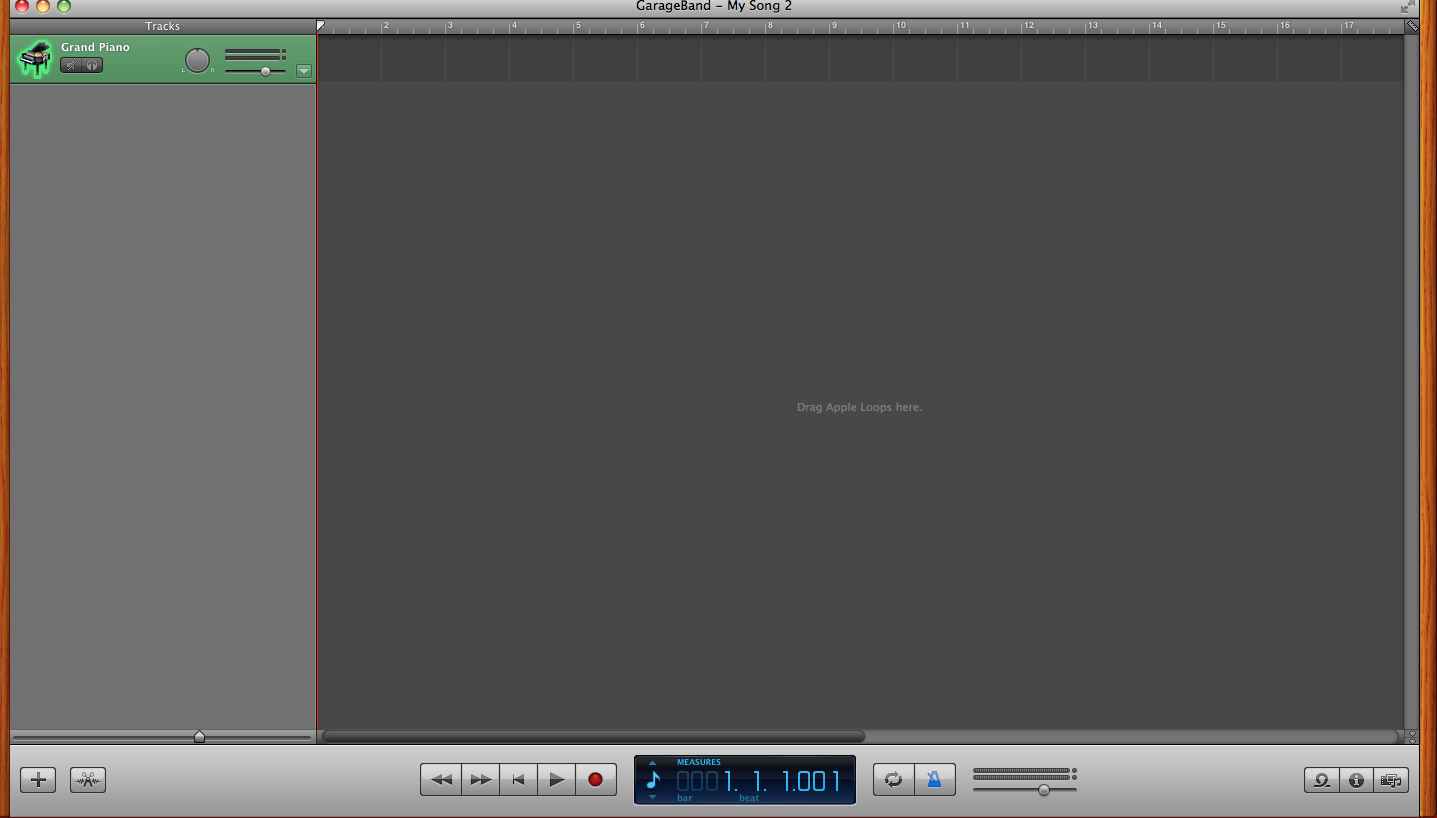 GarageBand - My Song 2
Tracks
2 3 4 5 6 7 8 9 10 11 12 13 14 15 16 17
Grand Piano
L R
Drag Apple Loops here.
MEASURES
0001. 1. 1.001
bar beat